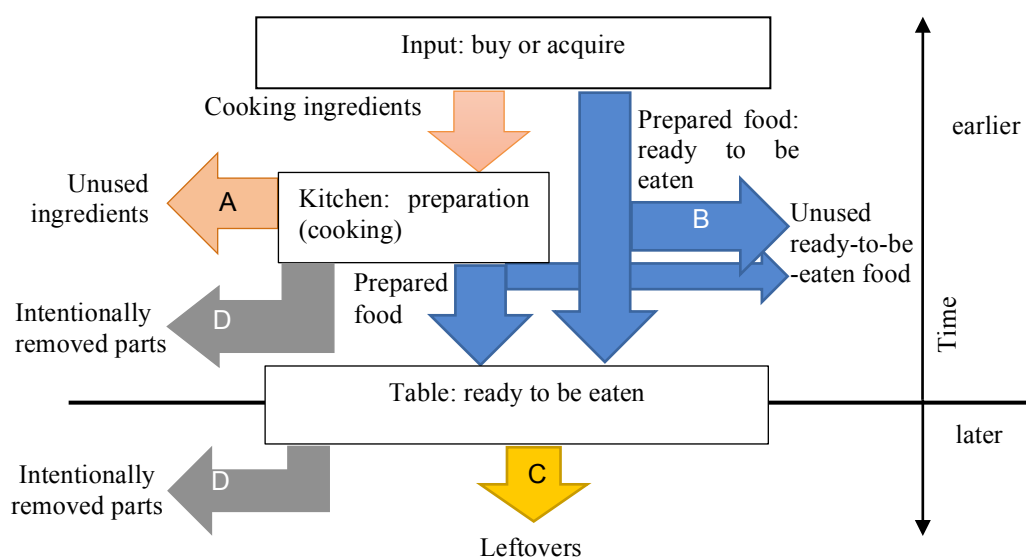 Input: buy or acquire
Cooking ingredients
Prepared food:
ready to be
eaten
earlier
Unused
ingredients
A
Kitchen: preparation
(cooking)
B
Unused
ready-to-be
-eaten food
Prepared
food
Intentionally
removed parts
D
Time
Table: ready to be eaten
later
Intentionally
removed parts
D
C
Leftovers